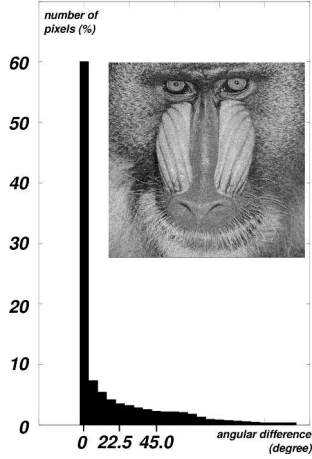 number of
pixels (%)
60
50
40
30
20
10
0
0 22.5 45.0
angular difference
(degree)